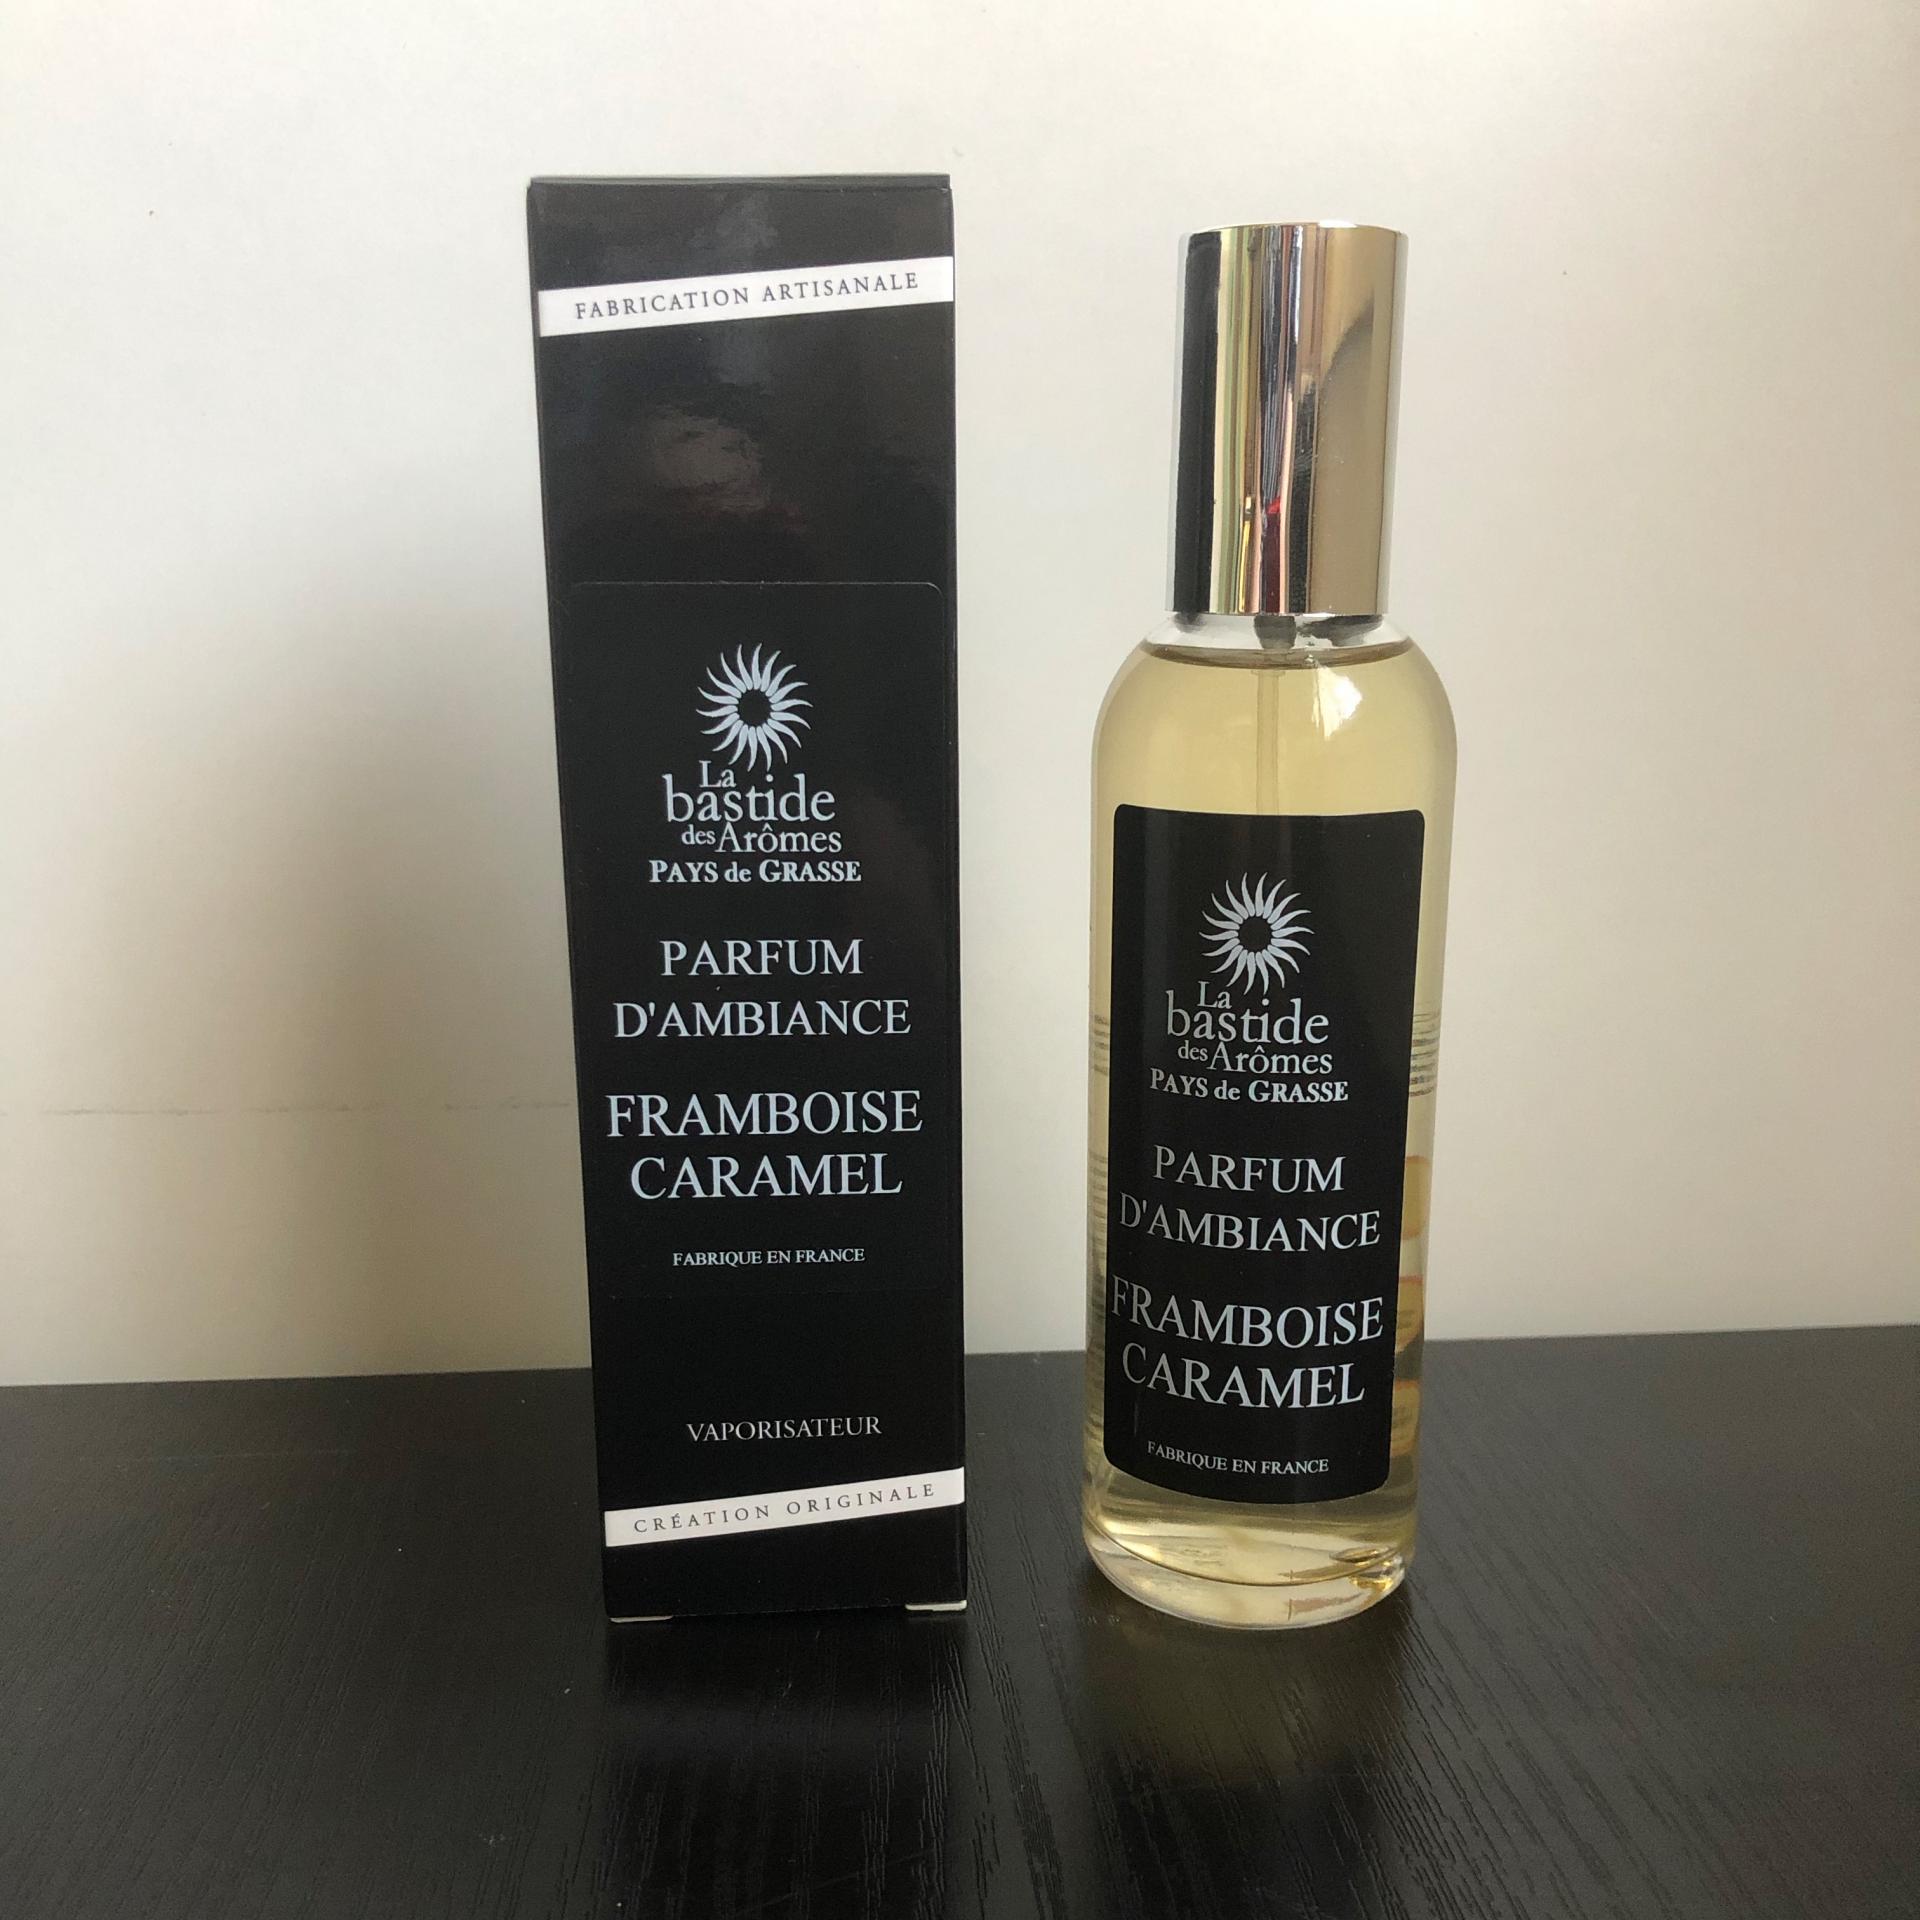 FABRICATION ARTISANALE
La
bastide
des Arômes
PAYS de GRASSE
PARFUM
D'AMBIANCE
FRAMBOISE
CARAMEL
FABRIQUE EN FRANCE
VAPORISATEUR
CRÉATION ORIGINALE
La
bastide
des Arômes
PAYS de GRASSE
PARFUM
D'AMBIANCE
FRAMBOISE
CARAMEL
FABRIQUE EN FRANCE